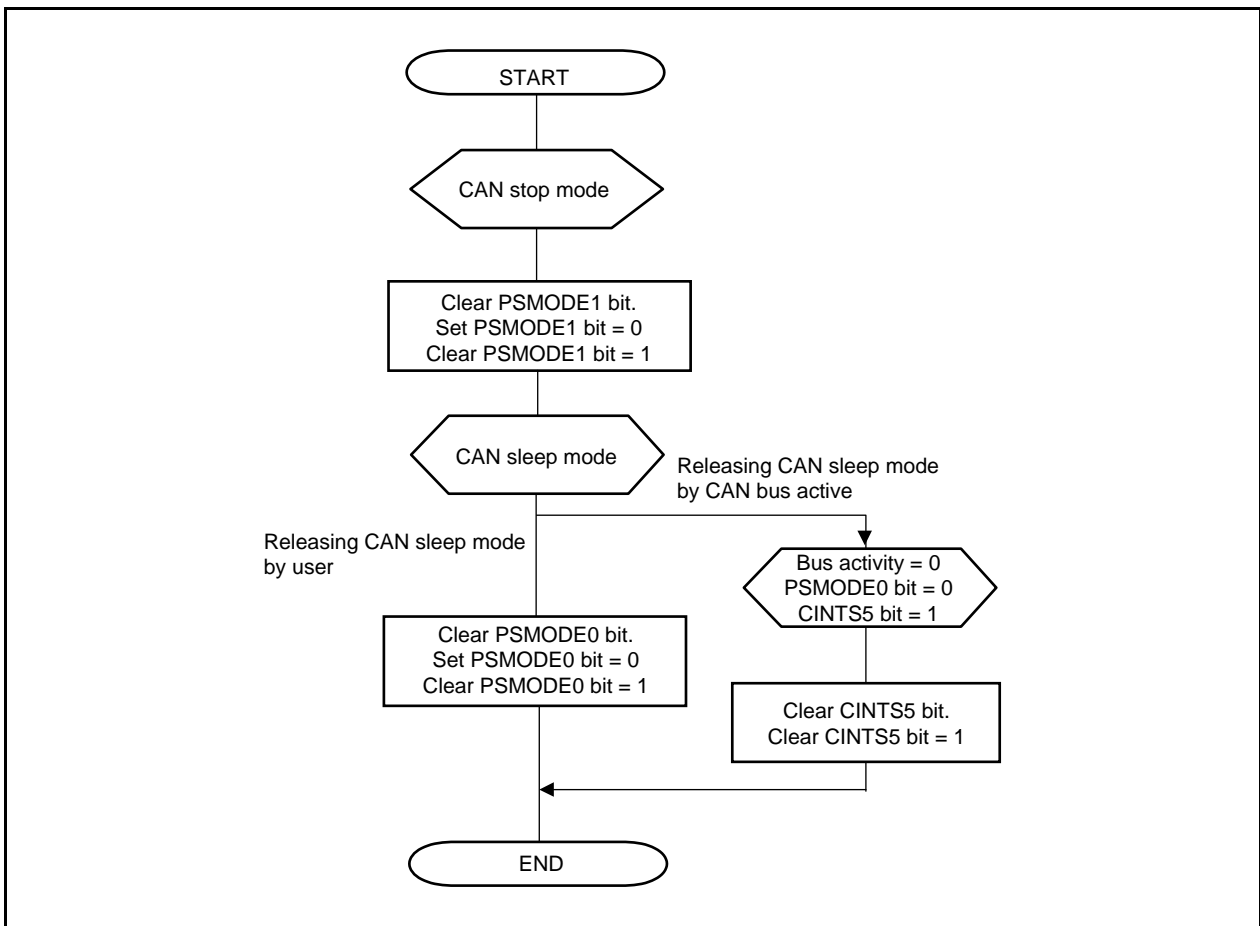 START
CAN stop mode
Clear PSMODE1 bit.
Set PSMODE1 bit = 0
Clear PSMODE1 bit = 1
CAN sleep mode
Releasing CAN sleep mode
by CAN bus active
Releasing CAN sleep mode
by user
Bus activity = 0
PSMODE0 bit = 0
CINTS5 bit = 1
Clear PSMODE0 bit.
Set PSMODE0 bit = 0
Clear PSMODE0 bit = 1
Clear CINTS5 bit.
Clear CINTS5 bit = 1
END